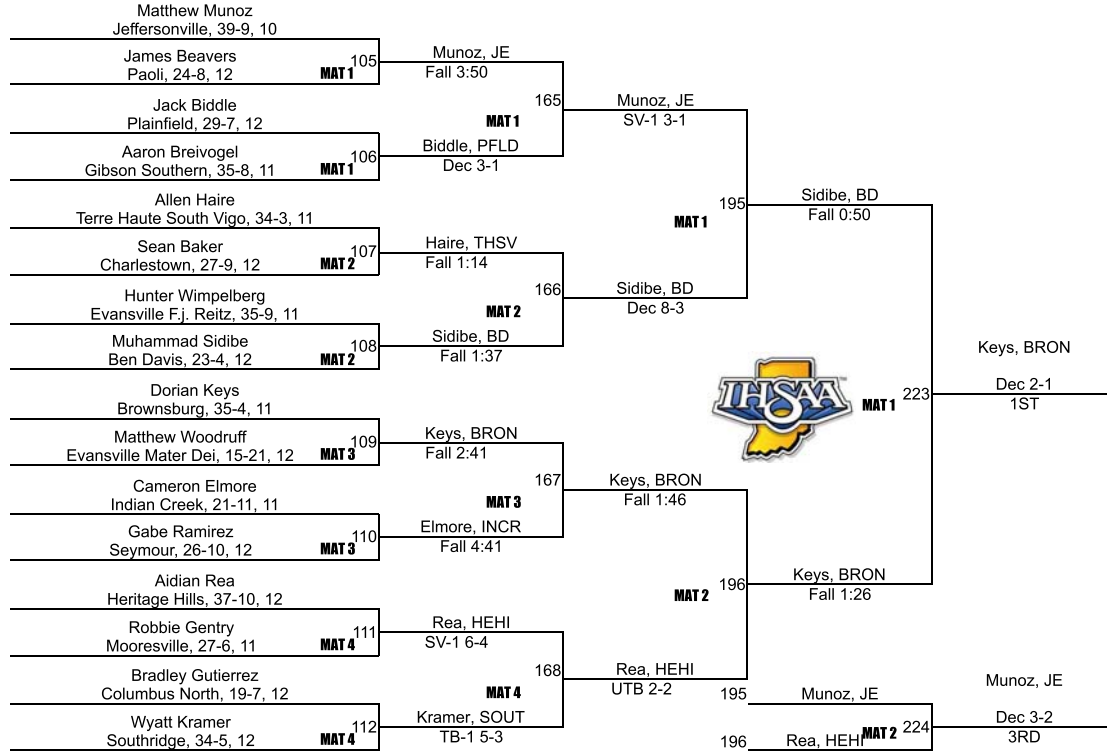 Matthew Munoz
Jeffersonville, 39-9, 10
James Beavers
Paoli, 24-8, 12
MAT 1
105
Munoz, JE
Fall 3:50
Jack Biddle
Plainfield, 29-7, 12
Aaron Breivogel
Gibson Southern, 35-8, 11
MAT 1
106
Biddle, PFLD
Dec 3-1
165
MAT 1
Munoz, JE
SV-1 3-1
Allen Haire
Terre Haute South Vigo, 34-3, 11
Sean Baker
Charlestown, 27-9, 12
MAT 2
107
Haire, THSV
Fall 1:14
Hunter Wimpelberg
Evansville F.j. Reitz, 35-9, 11
Muhammad Sidibe
Ben Davis, 23-4, 12
MAT 2
108
Sidibe, BD
Fall 1:37
166
MAT 2
Sidibe, BD
Dec 8-3
195
MAT 1
Sidibe, BD
Fall 0:50
Dorian Keys
Brownsburg, 35-4, 11
Matthew Woodruff
Evansville Mater Dei, 15-21, 12
MAT 3
109
Keys, BRON
Fall 2:41
Cameron Elmore
Indian Creek, 21-11, 11
Gabe Ramirez
Seymour, 26-10, 12
MAT 3
110
Elmore, INCR
Fall 4:41
167
MAT 3
Keys, BRON
Fall 1:46
Aidian Rea
Heritage Hills, 37-10, 12
Robbie Gentry
Mooresville, 27-6, 11
MAT 4
111
Rea, HEHI
SV-1 6-4
Bradley Gutierrez
Columbus North, 19-7, 12
Wyatt Kramer
Southridge, 34-5, 12
MAT 4
112
Kramer, SOUT
TB-1 5-3
168
MAT 4
Rea, HEHI
UTB 2-2
196
MAT 2
Keys, BRON
Fall 1:26
IHSAA
TM
MAT 1
223
Keys, BRON
Dec 2-1
1ST
195
Munoz, JE
196
Rea, HEHI
MAT 2
224
Munoz, JE
Dec 3-2
3RD